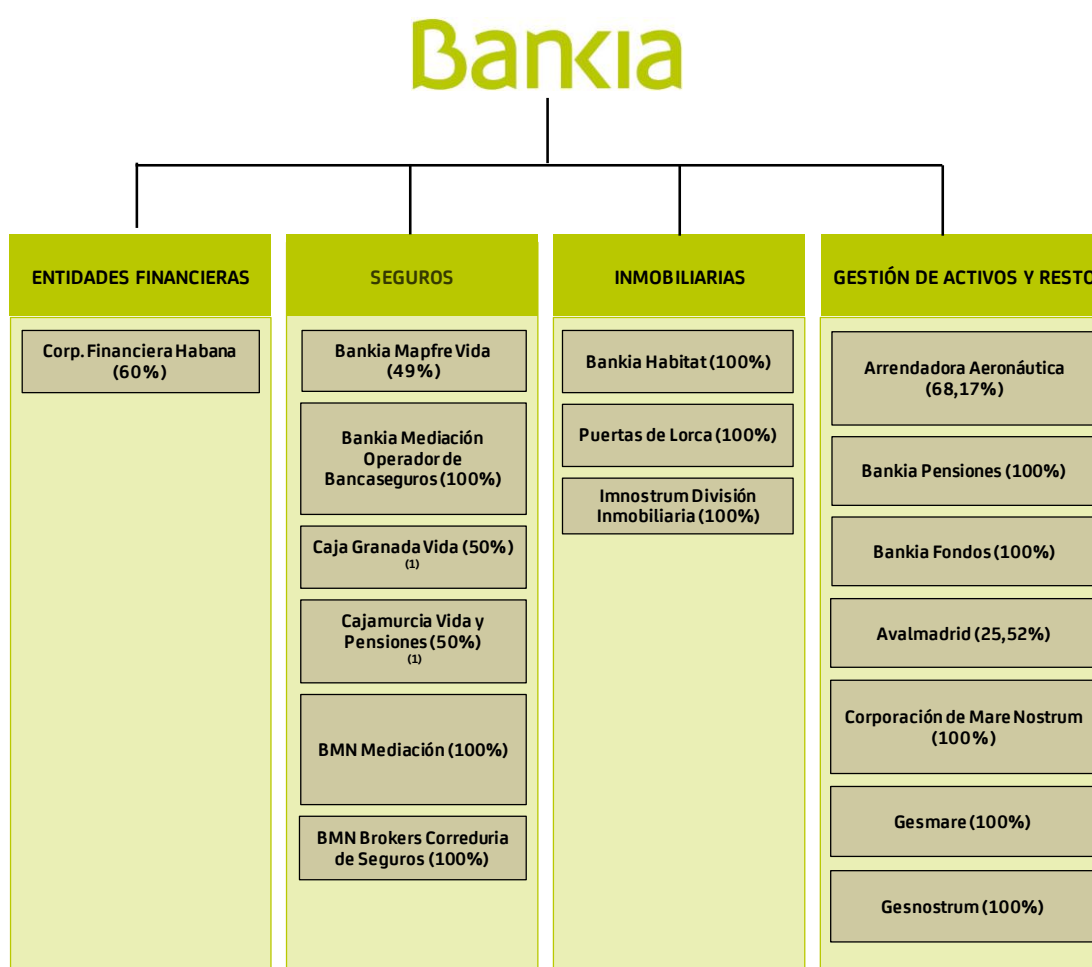 Bankia
ENTIDADES FINANCIERAS
Corp. Financiera Habana
(60%)
SEGUROS
Bankia Mapfre Vida
(49%)
Bankia Mediación
Operador de
Bancaseguros (100%)
Caja Granada Vida (50%)
(1)
Cajamurcia Vida y
Pensiones (50%)
(1)
BMN Mediación (100%)
BMN Brokers Correduria
de Seguros (100%)
INMOBILIARIAS
Bankia Habitat (100%)
Puertas de Lorca (100%)
Imnostrum División
Inmobiliaria (100%)
GESTIÓN DE ACTIVOS Y RESTO
Arrendadora Aeronáutica
(68,17%)
Bankia Pensiones (100%)
Bankia Fondos (100%)
Avalmadrid (25,52%)
Corporación de Mare Nostrum
(100%)
Gesmare (100%)
Gesnostrum (100%)